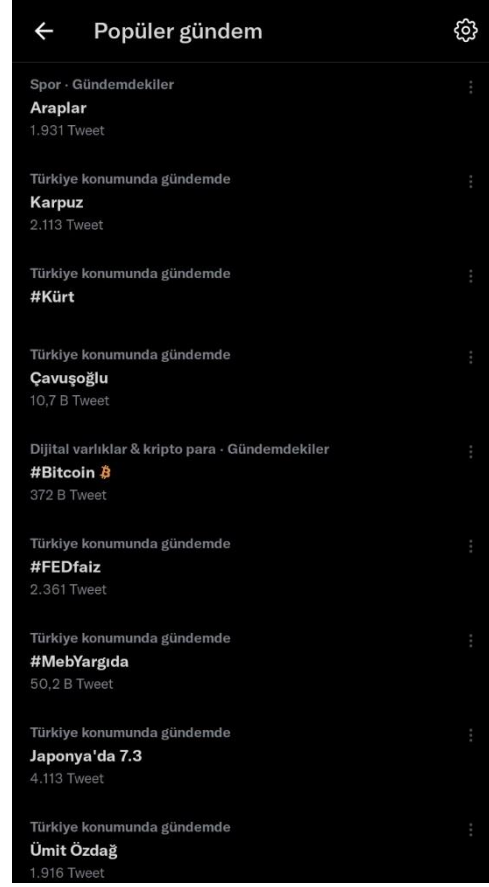 Popüler gündem
Spor · Gündemdekiler
Araplar
1.931 Tweet
Türkiye konumunda gündemde
Karpuz
2.113 Tweet
Türkiye konumunda gündemde
#Kürt
Türkiye konumunda gündemde
Çavuşoğlu
10,7 B Tweet
Dijital varlıklar & kripto para · Gündemdekiler
#Bitcoin
372 B Tweet
Türkiye konumunda gündemde
#FEDfaiz
2.361 Tweet
Türkiye konumunda gündemde
#MebYargıda
50,2 B Tweet
Türkiye konumunda gündemde
Japonya'da 7.3
4.113 Tweet
Türkiye konumunda gündemde
Ümit Özdağ
1.916 Tweet